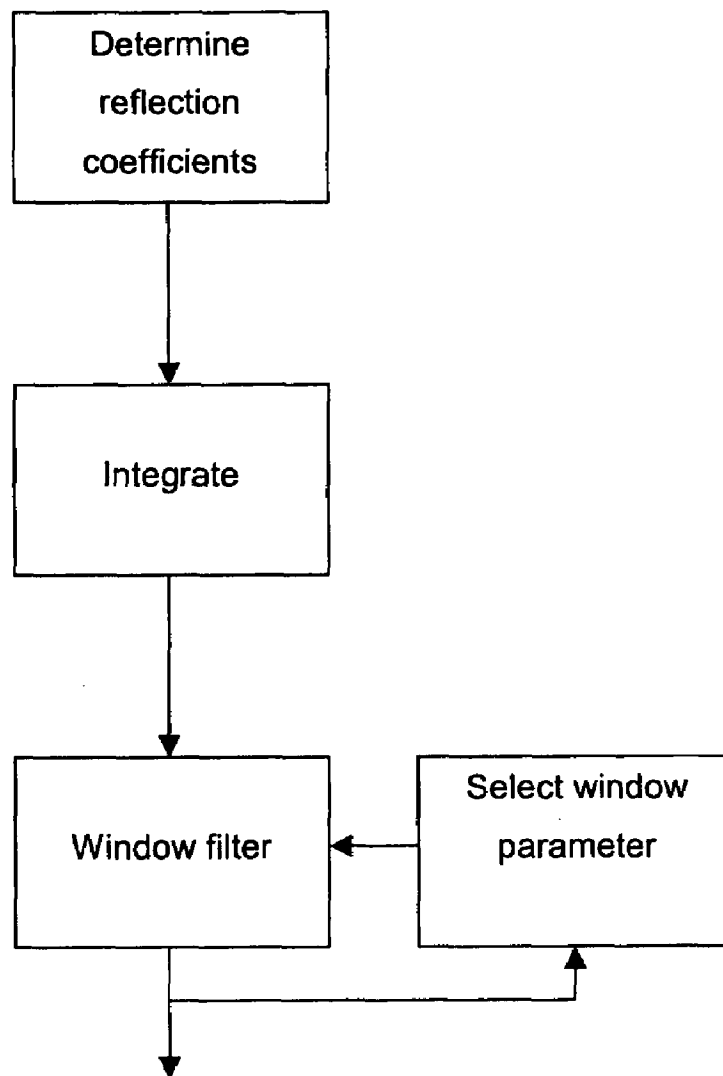 Determine
reflection
coefficients
Integrate
Window filter
Select window
parameter